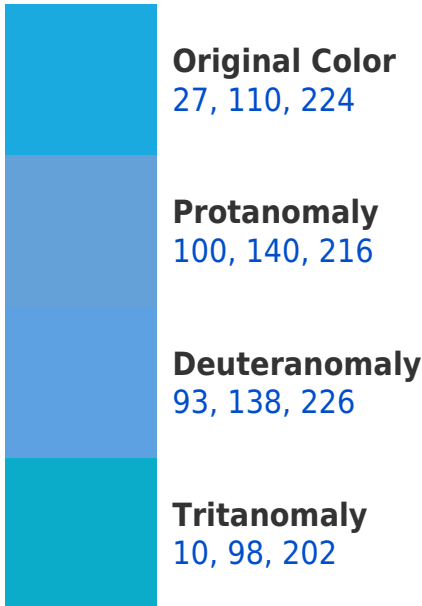 Original Color
27, 110, 224
Protanomaly
100, 140, 216
Deuteranomaly
93, 138, 226
Tritanomaly
10, 98, 202